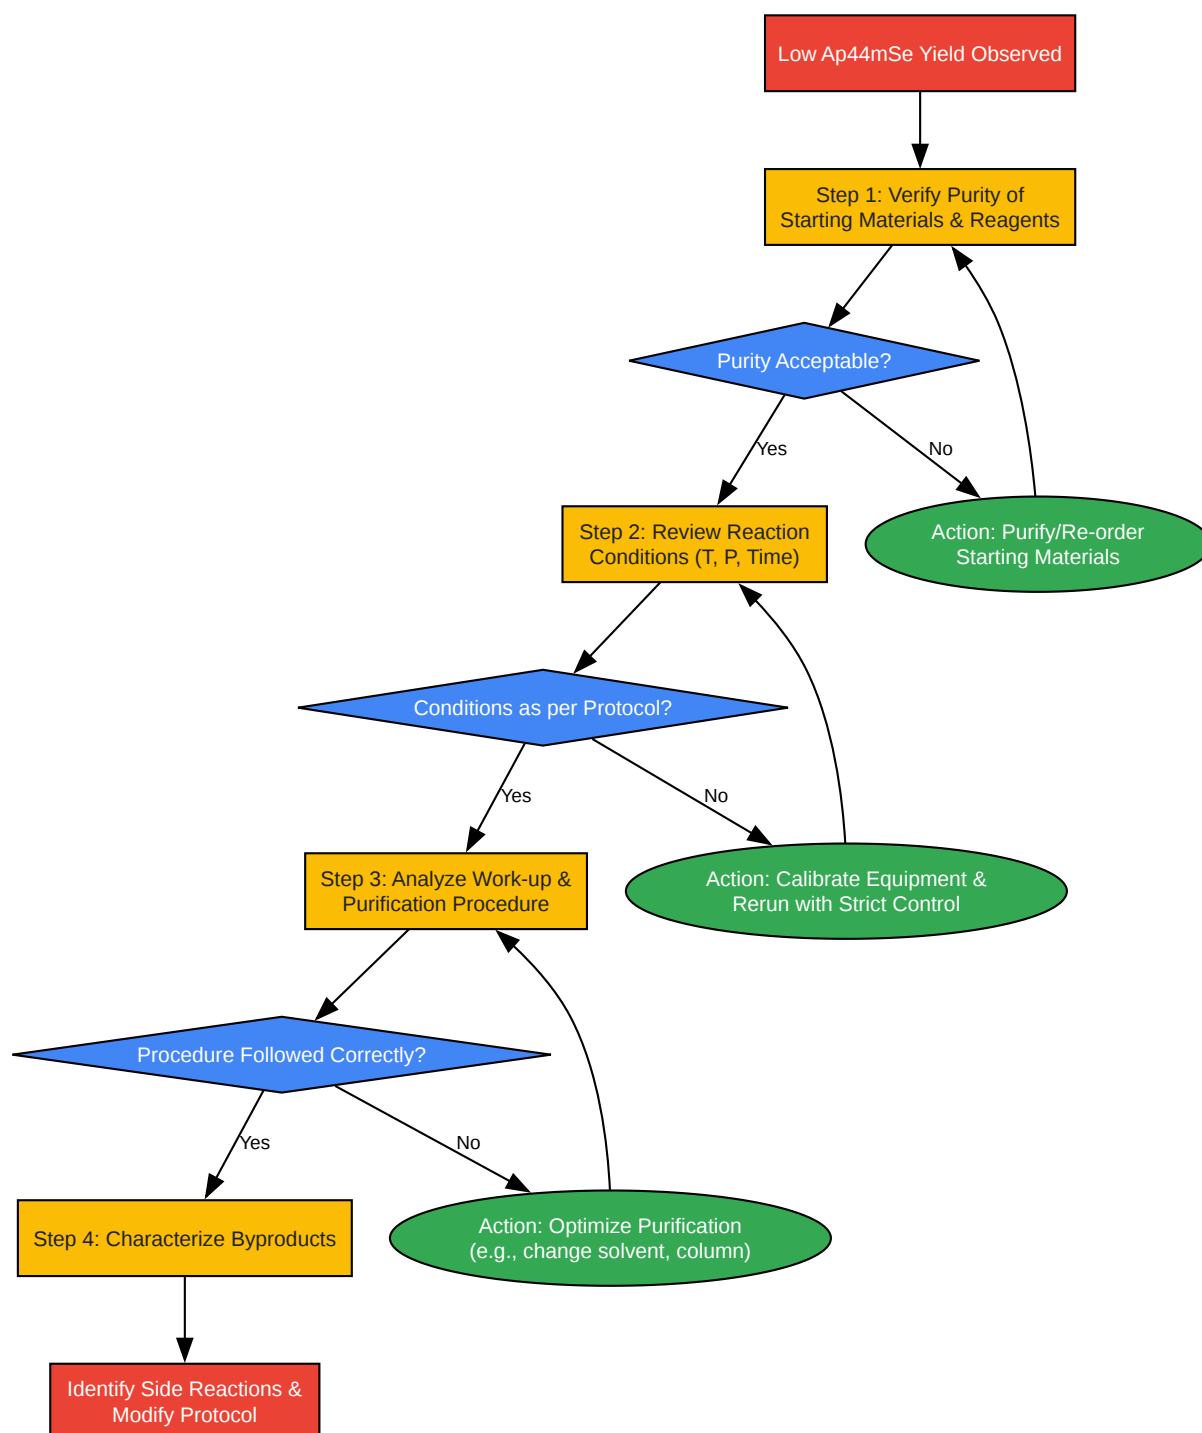 Low Ap44mSe Yield Observed
Step 1: Verify Purity of
Starting Materials & Reagents
Purity Acceptable?
Yes
No
Step 2: Review Reaction
Conditions (T, P, Time)
Action: Purify/Re-order
Starting Materials
Conditions as per Protocol?
Yes
No
Step 3: Analyze Work-up &
Purification Procedure
Action: Calibrate Equipment &
Rerun with Strict Control
Procedure Followed Correctly?
Yes
No
Step 4: Characterize Byproducts
Action: Optimize Purification
(e.g., change solvent, column)
Identify Side Reactions &
Modify Protocol